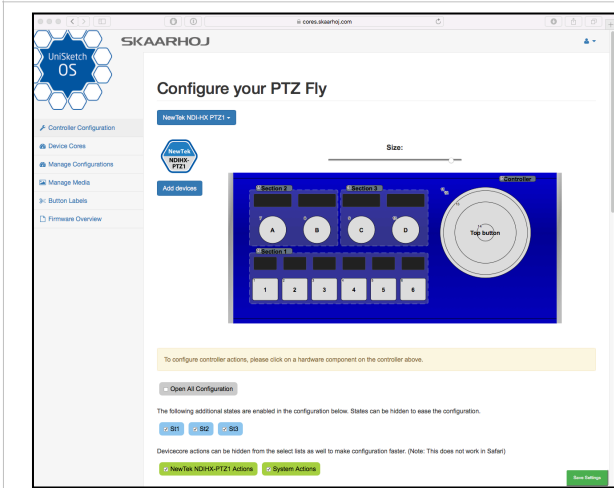 cores.skaarhoj.com
UniSketch
OS
SKAARHOJ
Configure your PTZ Fly
NewTek NDI-HX PTZ1
Controller Configuration
Device Cores
Manage Configurations
Manage Media
Button Labels
Firmware Overview
NewTek
NDIHX-
PTZ1
Add devices
Size:
Controller
Section 2
Section 3
A
B
C
D
Top button
Section 1
1
2
3
4
5
6
To configure controller actions, please click on a hardware component on the controller above.
Open All Configuration
The following additional states are enabled in the configuration below. States can be hidden to ease the configuration.
St1
St2
St3
Devicecore actions can be hidden from the select lists as well to make configuration faster. (Note: This does not work in Safari)
NewTek NDIHX-PTZ1 Actions
System Actions
Save Settings